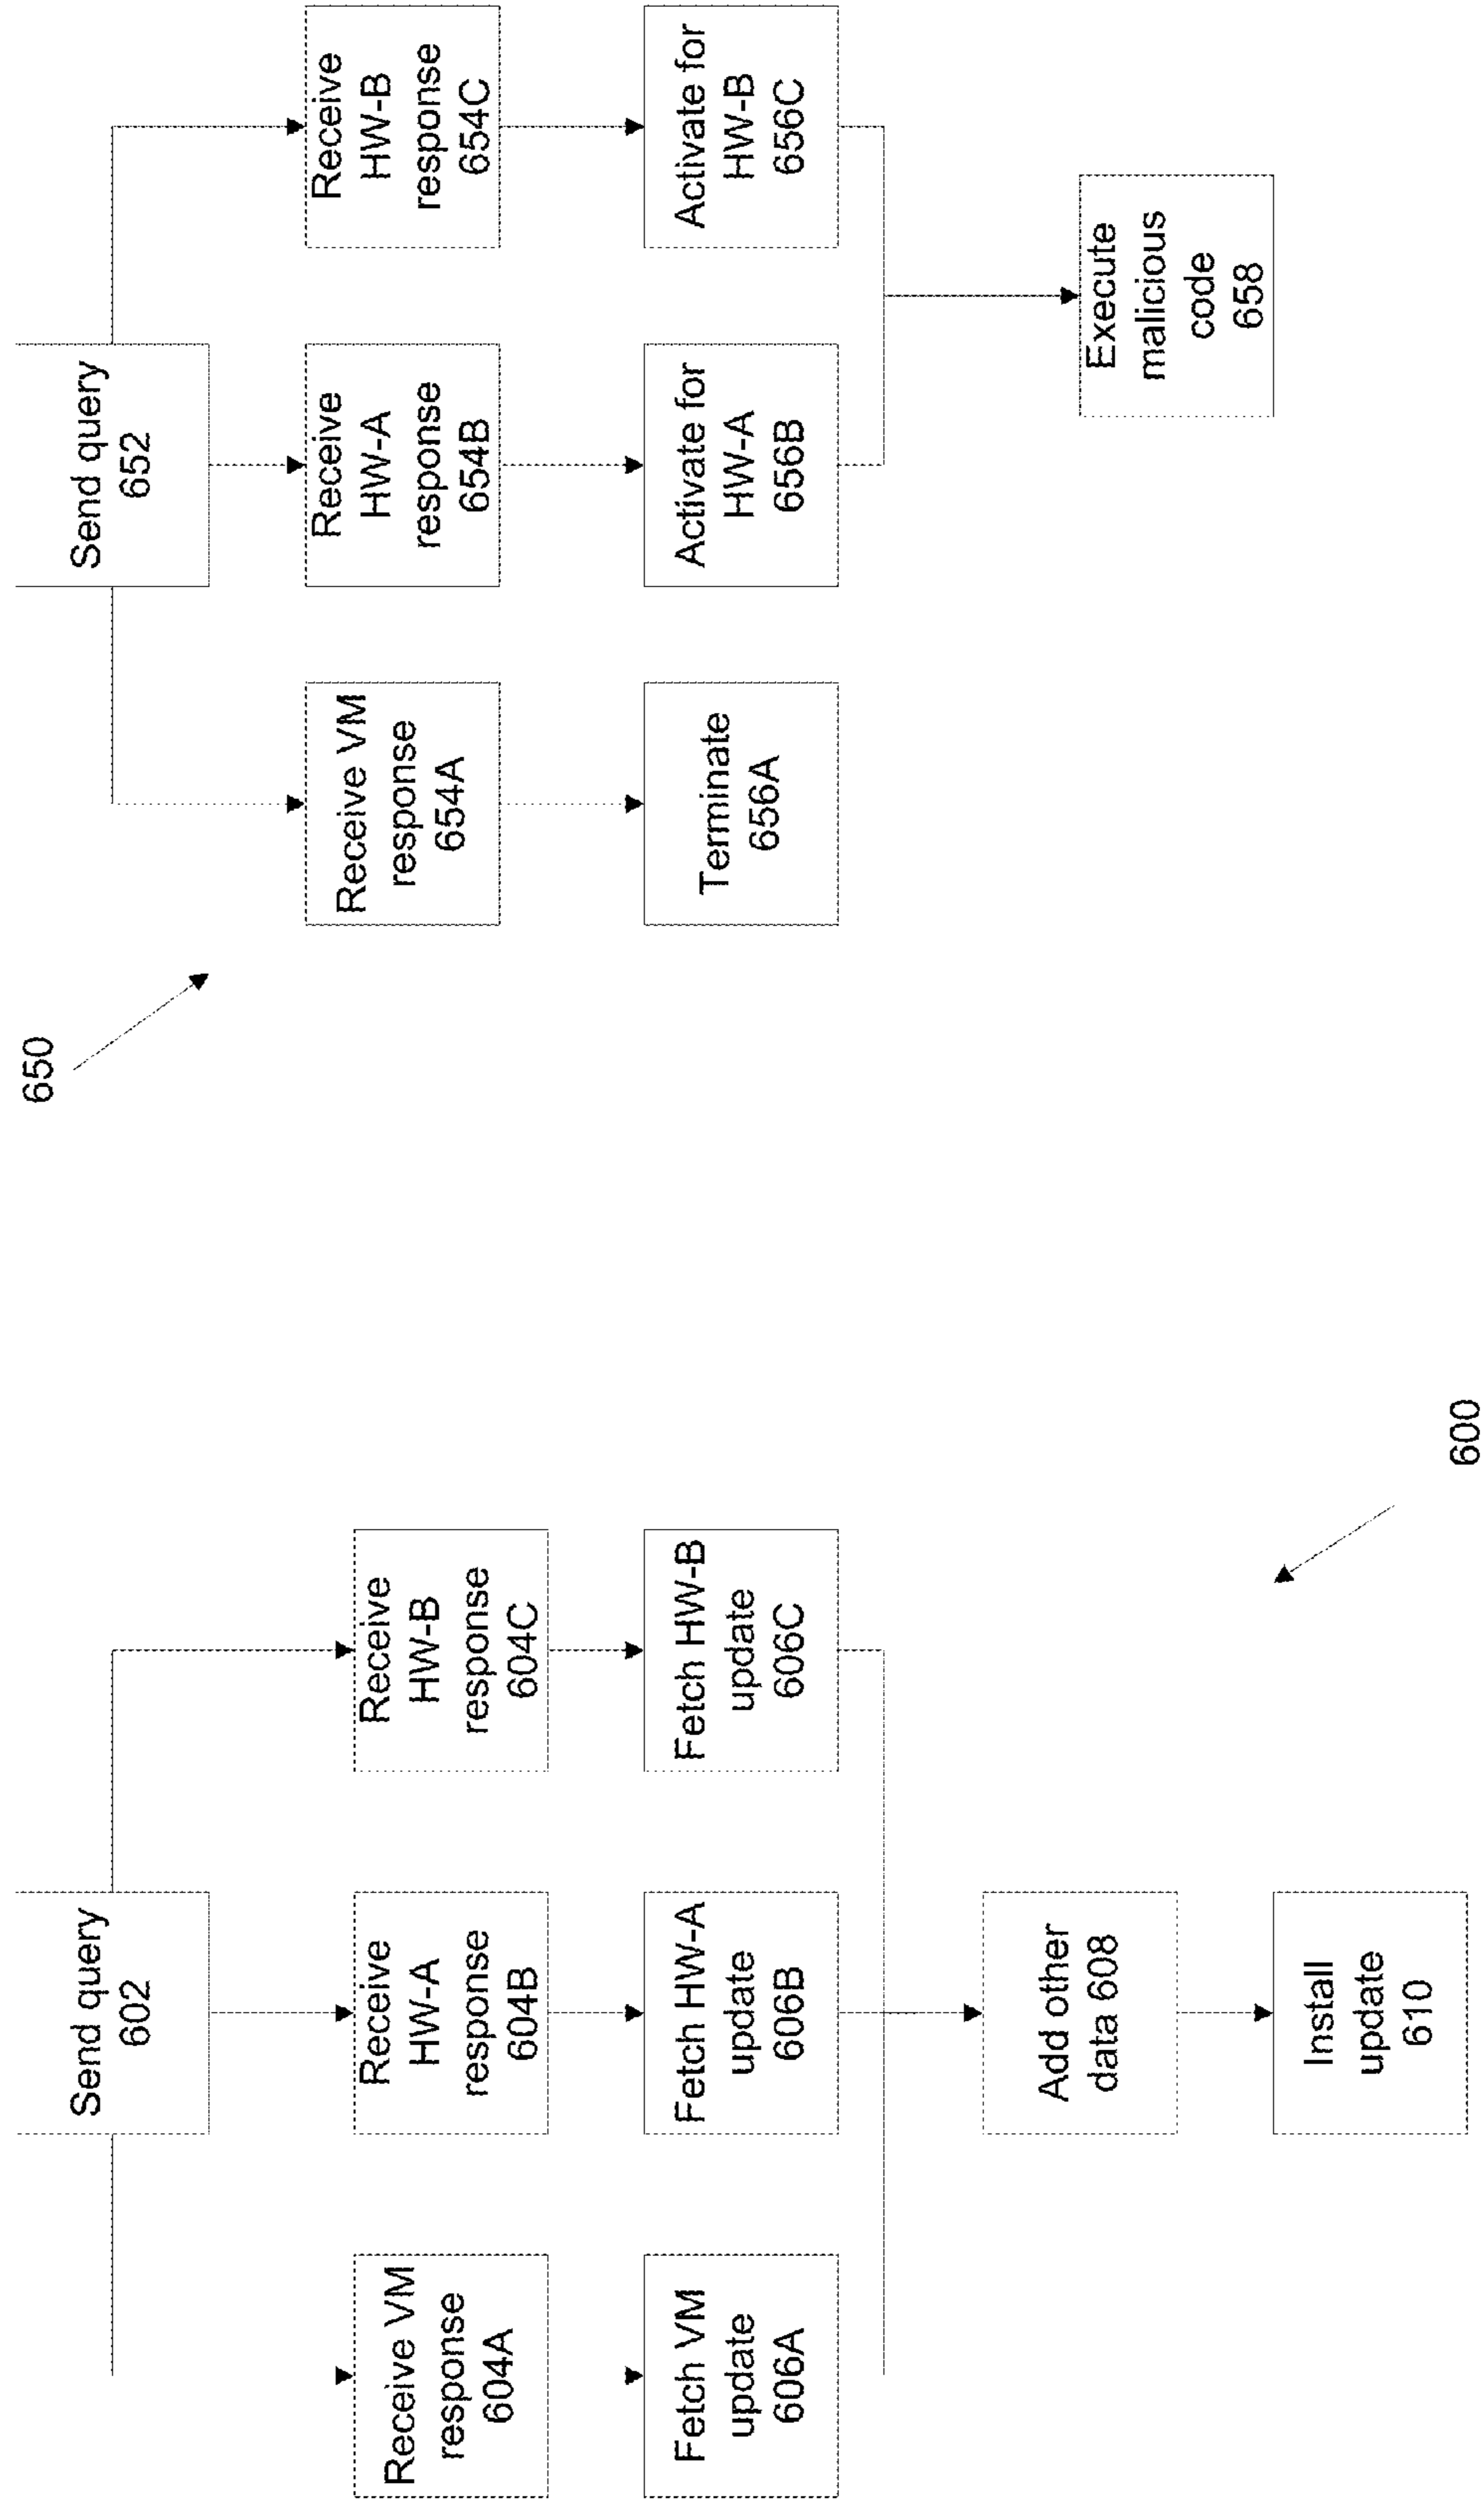 Send query
602
Receive VM
response
604A
Receive
HW-A
response
604B
Receive
HW-B
response
604C
Fetch VM
update
606A
Fetch HW-A
update
606B
Fetch HW-B
update
606C
Add other
data 608
Install
update
610
600
650
Send query
652
Receive VM
response
654A
Receive
HW-A
response
654B
Receive
HW-B
response
654C
Terminate
656A
Activate for
HW-A
656B
Activate for
HW-B
656C
Execute
malicious
code
658